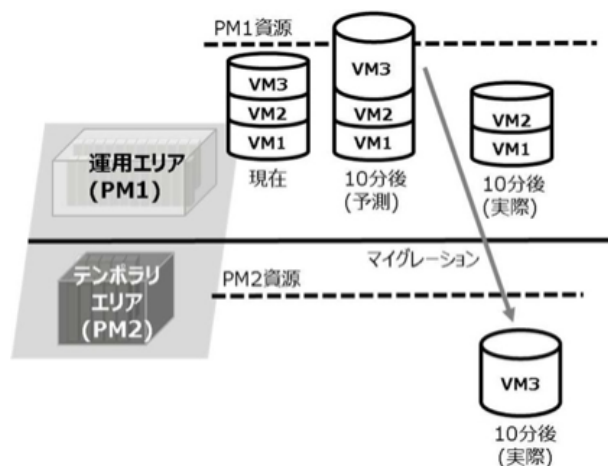 PM1資源
VM3
VM2
VM1
現在
VM3
VM2
VM1
10分後
(予測)
VM2
VM1
10分後
(実際)
運用エリア
(PM1)
マイグレーション
テンポラリ
エリア
(PM2)
PM2資源
VM3
10分後
(実際)